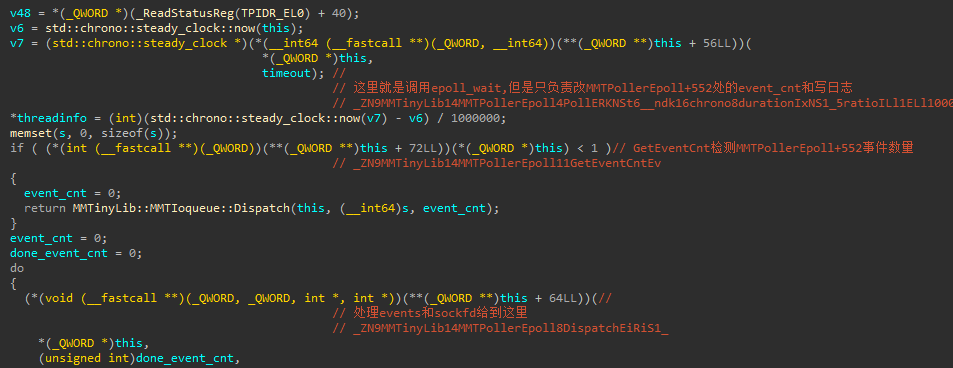 v48 = *(_QWORD *)(_ReadStatusReg(TPIDR_EL0) + 40);
v6 = std::chrono::steady_clock::now(this);
v7 = (std::chrono::steady_clock *)(*(__int64 (__fastcall **)(_QWORD, __int64))(**(_QWORD **)this + 56LL))(
*(_QWORD *)this,
timeout); //
// 这里就是调用epoll_wait,但是只负责改MMTPollerEpoll+552处的event_cnt和写日志
// _ZN9MMTinyLib14MMTPollerEpoll4PollERKNSt6__ndk16chrono8durationIxNS1_5ratioILl1ELl1000
*threadinfo = (int)(std::chrono::steady_clock::now(v7) - v6) / 1000000;
memset(s, 0, sizeof(s));
if ( (*(int (__fastcall **)(_QWORD))(**(_QWORD **)this + 72LL))(*(_QWORD *)this) < 1 )// GetEventCnt检测MMTPollerEpoll+552事件数量
// _ZN9MMTinyLib14MMTPollerEpoll11GetEventCntEv
{
event_cnt = 0;
return MMTinyLib::MMTIoqueue::Dispatch(this, (__int64)s, event_cnt);
}
event_cnt = 0;
done_event_cnt = 0;
do
{
(*(void (__fastcall **)(_QWORD, _QWORD, int *, int *))(**(_QWORD **)this + 64LL))(//
// 处理events和sockfd给到这里
// _ZN9MMTinyLib14MMTPollerEpoll8DispatchEiRiS1_
*(_QWORD *)this,
(unsigned int)done_event_cnt,